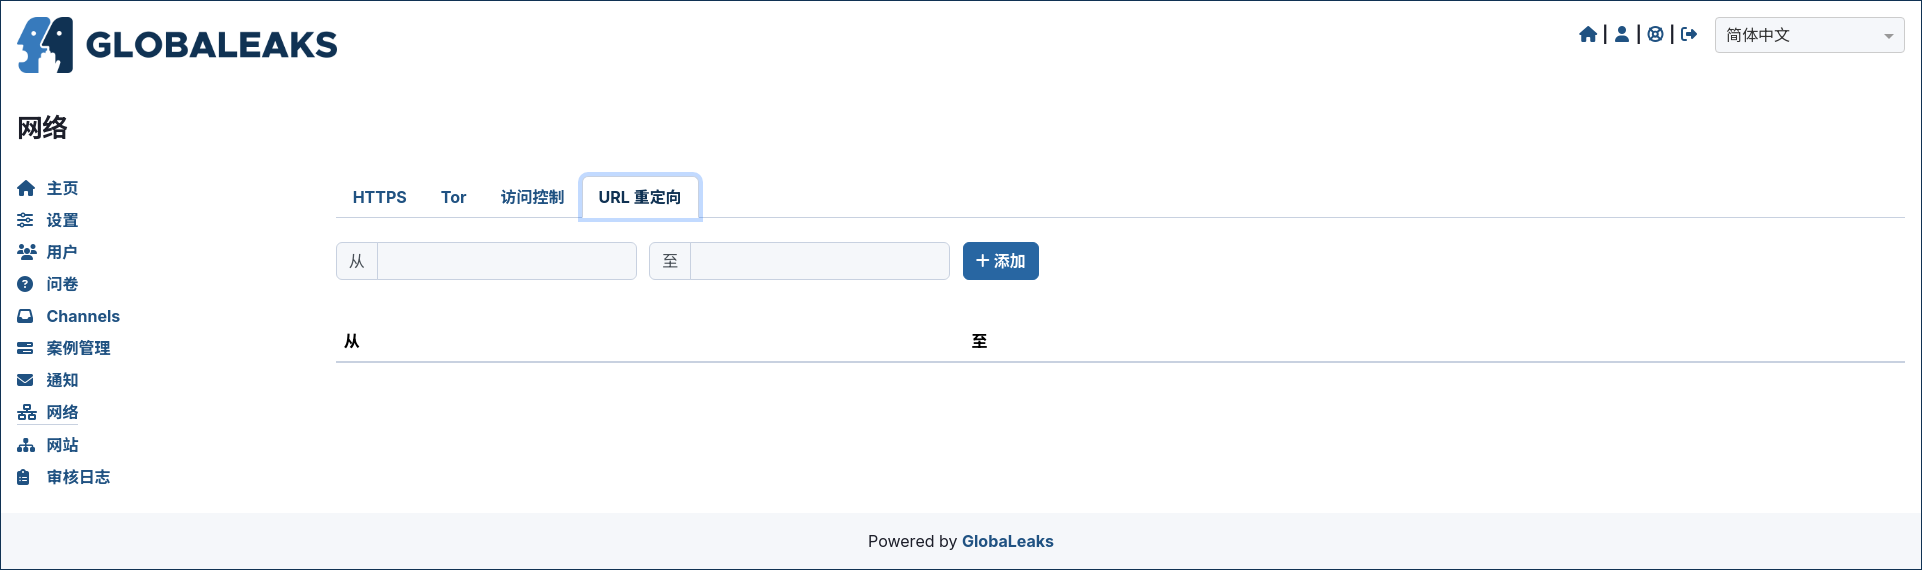 GLOBALEAKS
简体中文
网络
主页
设置
用户
问卷
Channels
案例管理
通知
网络
网站
审核日志
HTTPS Tor 访问控制 URL 重定向
从 至 添加
从 至
Powered by GlobaLeaks